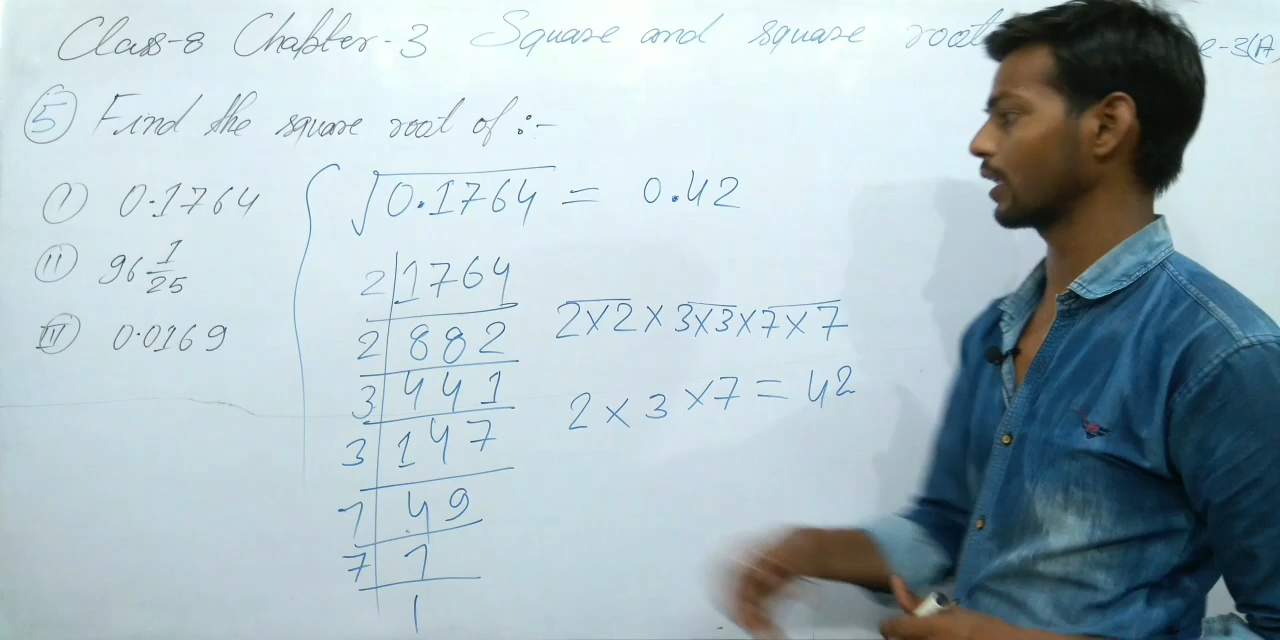 Class-8 Chapter-3 Square and square root e-3(A)
5 Find the square root of :-
I 0.1764
II 96 1/25
III 0.0169
√0.1764 = 0.42
2 | 1764
2 | 882
3 | 441
3 | 147
7 | 49
7 | 7
1
2×2×3×3×7×7
2×3×7=42